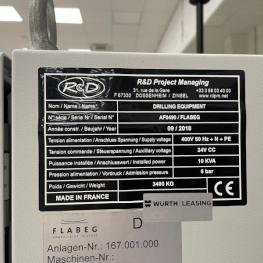 R&D
R&D Project Managing
31, rue de la Gare
F 67330 DOSSENHEIM / ZINSEL
+33 3 88 03 40 00
www.rdpm.net
Nom / Name / Name: DRILLING EQUIPMENT
N° série / Serie Nr / Serial N° AF0490 / FLABEG
Année constr. / Baujahr / Year 09 / 2018
Tension alimentation / Anschluss Spannung / Supply voltage 400V 50 Hz + N + PE
Tension commande / Steuerspannung / Auxiliary Voltage 24V CC
Puissance / Anschlusswert / Installed power 10 KVA
Pression alimentation / Vordruck / Admission pressure 6 bar
Poids / Gewicht / Weight 3400 KG
MADE IN FRANCE
CE
WÜRTH LEASING
FLABEG
D
Anlagen-Nr.: 167.001.000
Maschinen-Nr.: